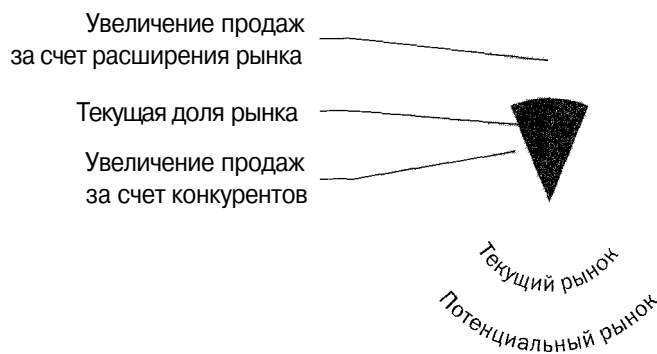 Увеличение продаж
за счет расширения рынка
Текущая доля рынка
Увеличение продаж
за счет конкурентов
Текущий рынок
Потенциальный рынок